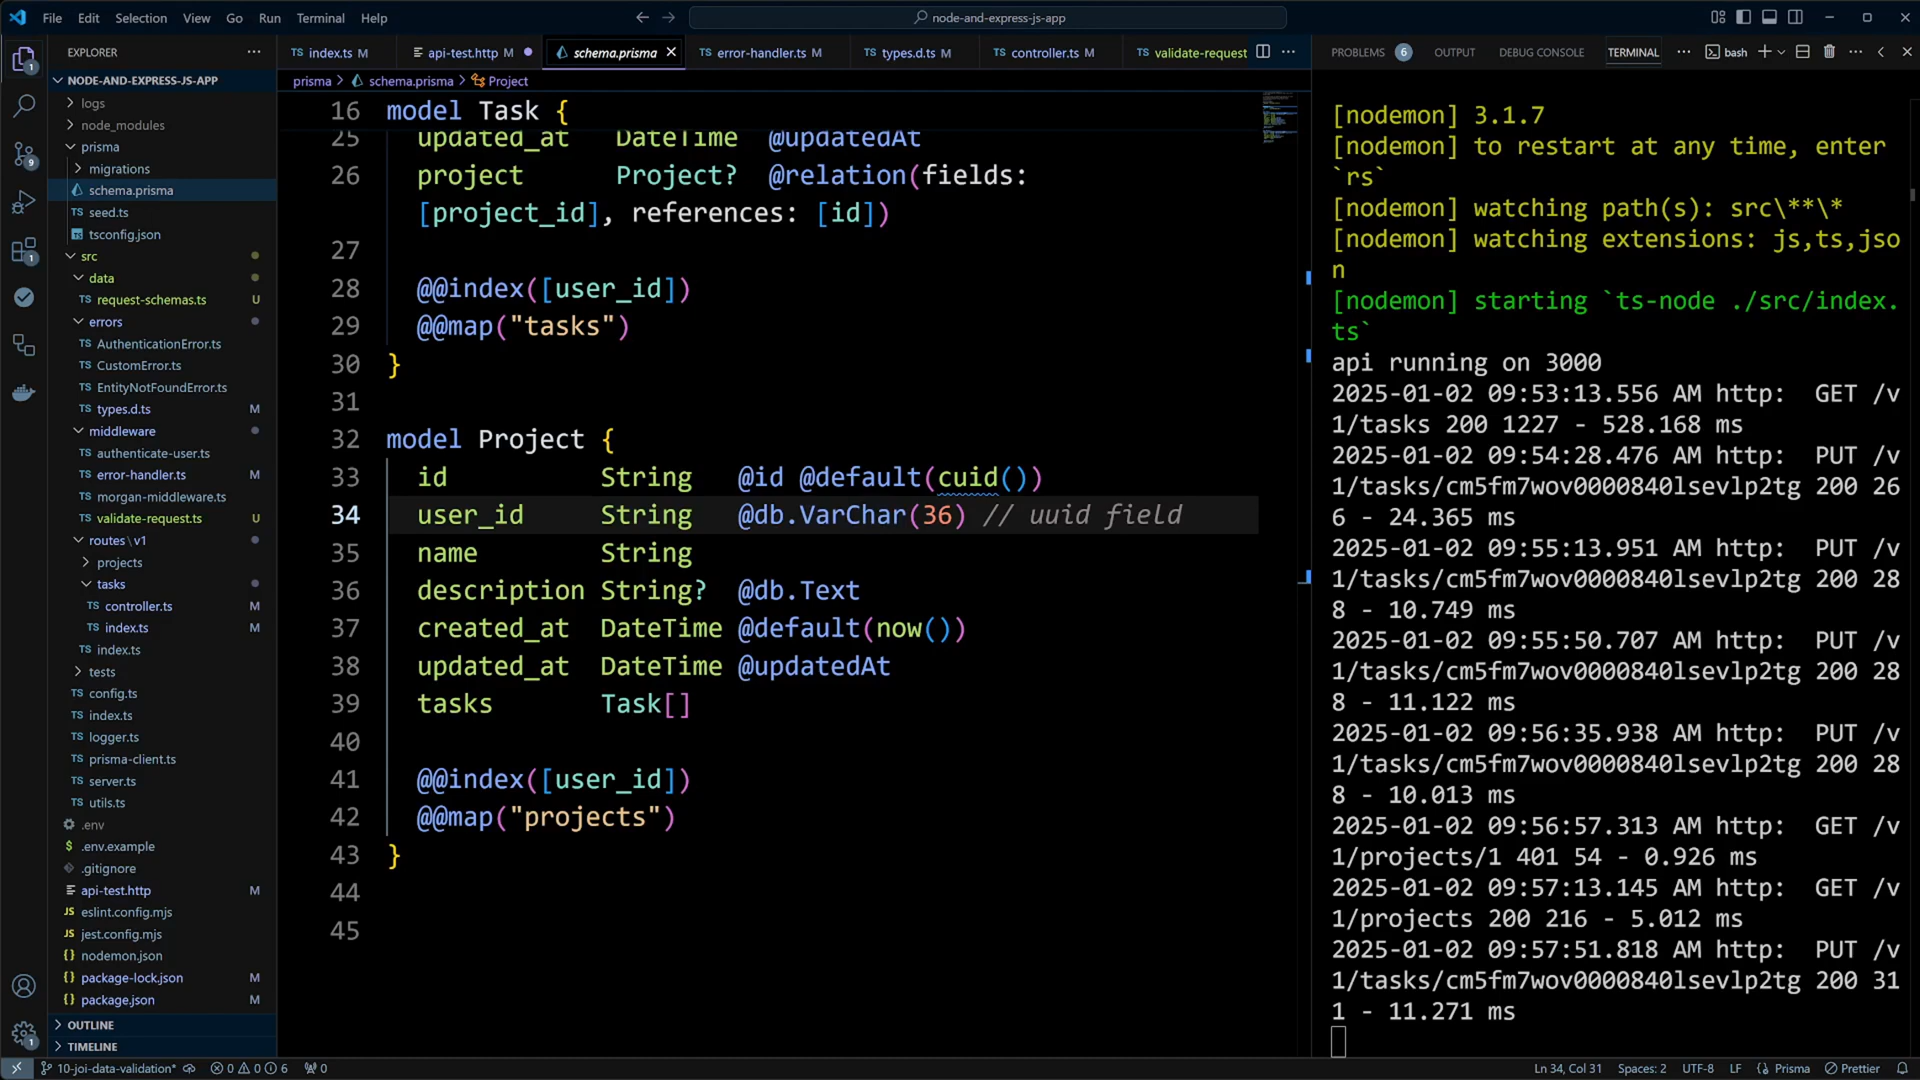 File Edit Selection View Go Run Terminal Help
node-and-express-js-app
EXPLORER
NODE-AND-EXPRESS-JS-APP
logs
node_modules
prisma
migrations
schema.prisma
seed.ts
tsconfig.json
src
data
request-schemas.ts U
errors
AuthenticationError.ts
CustomError.ts
EntityNotFoundError.ts
types.d.ts M
middleware
authenticate-user.ts
error-handler.ts M
morgan-middleware.ts
validate-request.ts U
routes\v1
projects
tasks
controller.ts M
index.ts M
index.ts
tests
config.ts
index.ts
logger.ts
prisma-client.ts
server.ts
utils.ts
.env
.env.example
.gitignore
api-test.http M
eslint.config.mjs
jest.config.mjs
nodemon.json
package-lock.json M
package.json M
OUTLINE
TIMELINE
index.ts M api-test.http M schema.prisma error-handler.ts M types.d.ts M controller.ts M validate-request
prisma > schema.prisma > Project
16 model Task {
25 updated_at DateTime @updatedAt
26 project Project? @relation(fields:
[project_id], references: [id])
27
28 @@index([user_id])
29 @@map("tasks")
30 }
31
32 model Project {
33 id String @id @default(cuid())
34 user_id String @db.VarChar(36) // uuid field
35 name String
36 description String? @db.Text
37 created_at DateTime @default(now())
38 updated_at DateTime @updatedAt
39 tasks Task[]
40
41 @@index([user_id])
42 @@map("projects")
43 }
44
45
PROBLEMS 6 OUTPUT DEBUG CONSOLE TERMINAL bash
[nodemon] 3.1.7
[nodemon] to restart at any time, enter
`rs`
[nodemon] watching path(s): src\**\*
[nodemon] watching extensions: js,ts,jso
n
[nodemon] starting `ts-node ./src/index.
ts`
api running on 3000
2025-01-02 09:53:13.556 AM http: GET /v
1/tasks 200 1227 - 528.168 ms
2025-01-02 09:54:28.476 AM http: PUT /v
1/tasks/cm5fm7wov0000840lsevlp2tg 200 26
6 - 24.365 ms
2025-01-02 09:55:13.951 AM http: PUT /v
1/tasks/cm5fm7wov0000840lsevlp2tg 200 28
8 - 10.749 ms
2025-01-02 09:55:50.707 AM http: PUT /v
1/tasks/cm5fm7wov0000840lsevlp2tg 200 28
8 - 11.122 ms
2025-01-02 09:56:35.938 AM http: PUT /v
1/tasks/cm5fm7wov0000840lsevlp2tg 200 28
8 - 10.013 ms
2025-01-02 09:56:57.313 AM http: GET /v
1/projects/1 401 54 - 0.926 ms
2025-01-02 09:57:13.145 AM http: GET /v
1/projects 200 216 - 5.012 ms
2025-01-02 09:57:51.818 AM http: PUT /v
1/tasks/cm5fm7wov0000840lsevlp2tg 200 31
1 - 11.271 ms
10-joi-data-validation* 0 0 6 0 Ln 34, Col 31 Spaces: 2 UTF-8 LF Prisma Prettier